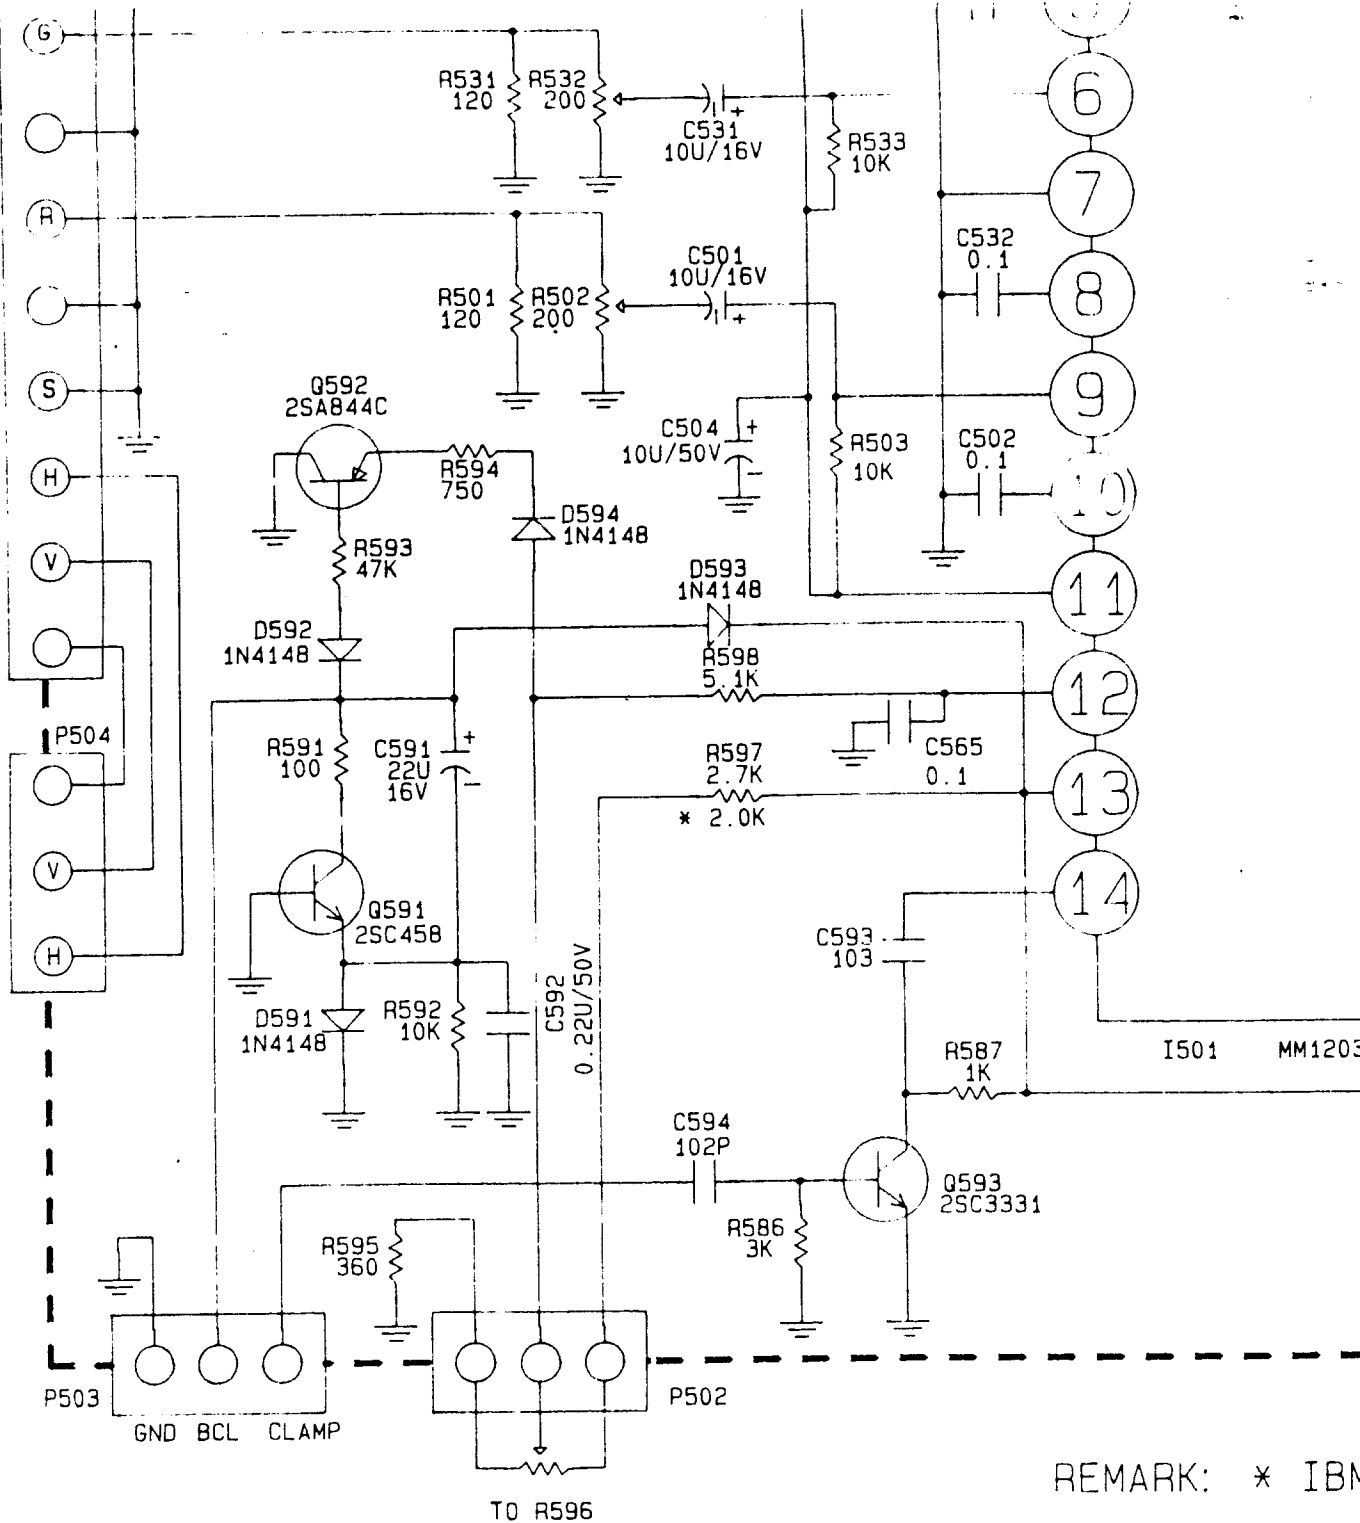 G
R531
120
R532
200
C531
10U/16V
+
R533
10K
6
7
R
R501
120
R502
200
C501
10U/16V
+
C532
0.1
8
S
Q592
2SA844C
C504
10U/50V
+
-
R503
10K
9
C502
0.1
10
H
R594
750
D594
1N4148
R593
47K
V
D593
1N4148
11
D592
1N4148
R598
5.1K
12
P504
R591
100
C591
22U
16V
+
-
R597
2.7K
* 2.0K
C565
0.1
13
V
Q591
2SC458
14
C593
103
H
D591
1N4148
R592
10K
C592
0.22U/50V
R587
1K
I501
MM1203
C594
102P
Q593
2SC3331
R586
3K
R595
360
P503
GND BCL CLAMP
P502
TO R596
REMARK: * IBM